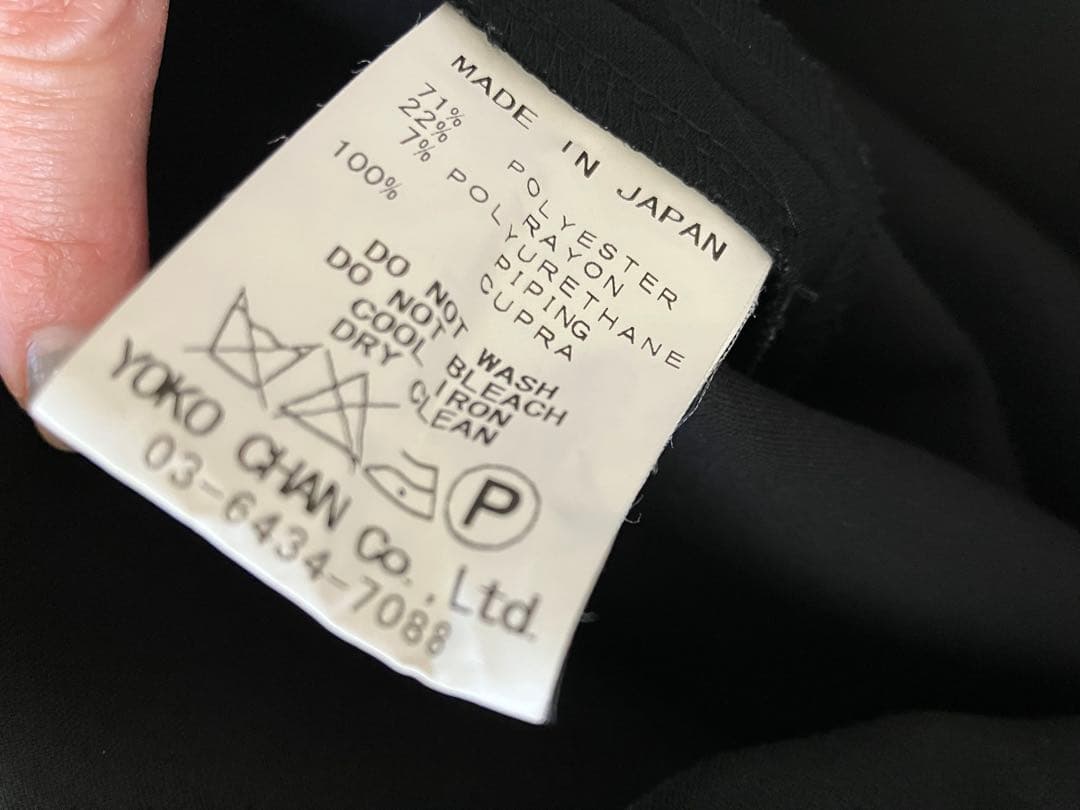 MADE IN JAPAN
71% POLYESTER
22% RAYON
7% POLYURETHANE
PIPING
100% CUPRA
DO NOT WASH
DO NOT BLEACH
COOL IRON
DRY CLEAN
P
YOKO CHAN Co., Ltd.
03-6434-7088